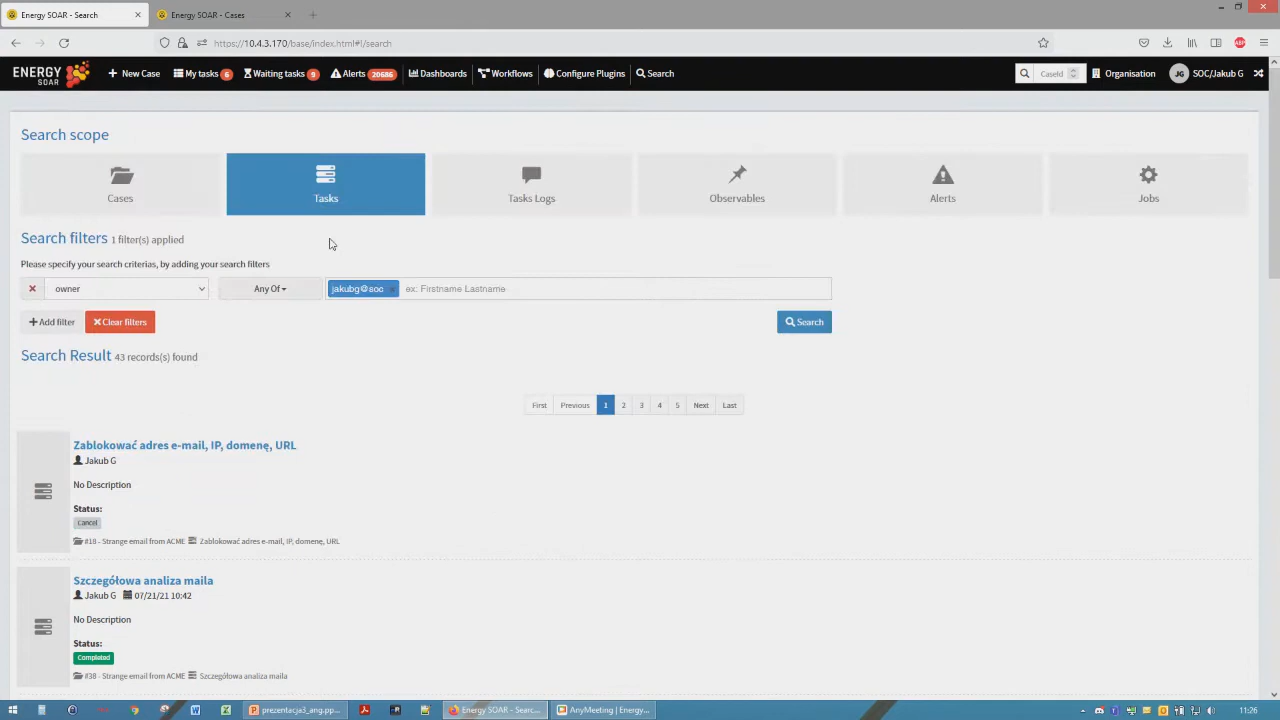 Energy SOAR - Search
Energy SOAR - Cases
https://10.4.3.170/base/index.html#!/search
ENERGY SOAR
New Case
My tasks 6
Waiting tasks 9
Alerts 20686
Dashboards
Workflows
Configure Plugins
Search
CaseId
Organisation
JG SOC/Jakub G
Search scope
Cases
Tasks
Tasks Logs
Observables
Alerts
Jobs
Search filters 1 filter(s) applied
Please specify your search criterias, by adding your search filters
owner
Any Of
jakubg@soc
ex: Firstname Lastname
Add filter
Clear filters
Search
Search Result 43 records(s) found
First Previous 1 2 3 4 5 Next Last
Zablokować adres e-mail, IP, domenę, URL
Jakub G
No Description
Status:
Cancel
#18 - Strange email from ACME Zablokować adres e-mail, IP, domenę, URL
Szczegółowa analiza maila
Jakub G 07/21/21 10:42
No Description
Status:
Completed
#38 - Strange email from ACME Szczegółowa analiza maila
prezentacja3_ang.pp...
Energy SOAR - Searc...
AnyMeeting | Energy...
11:26